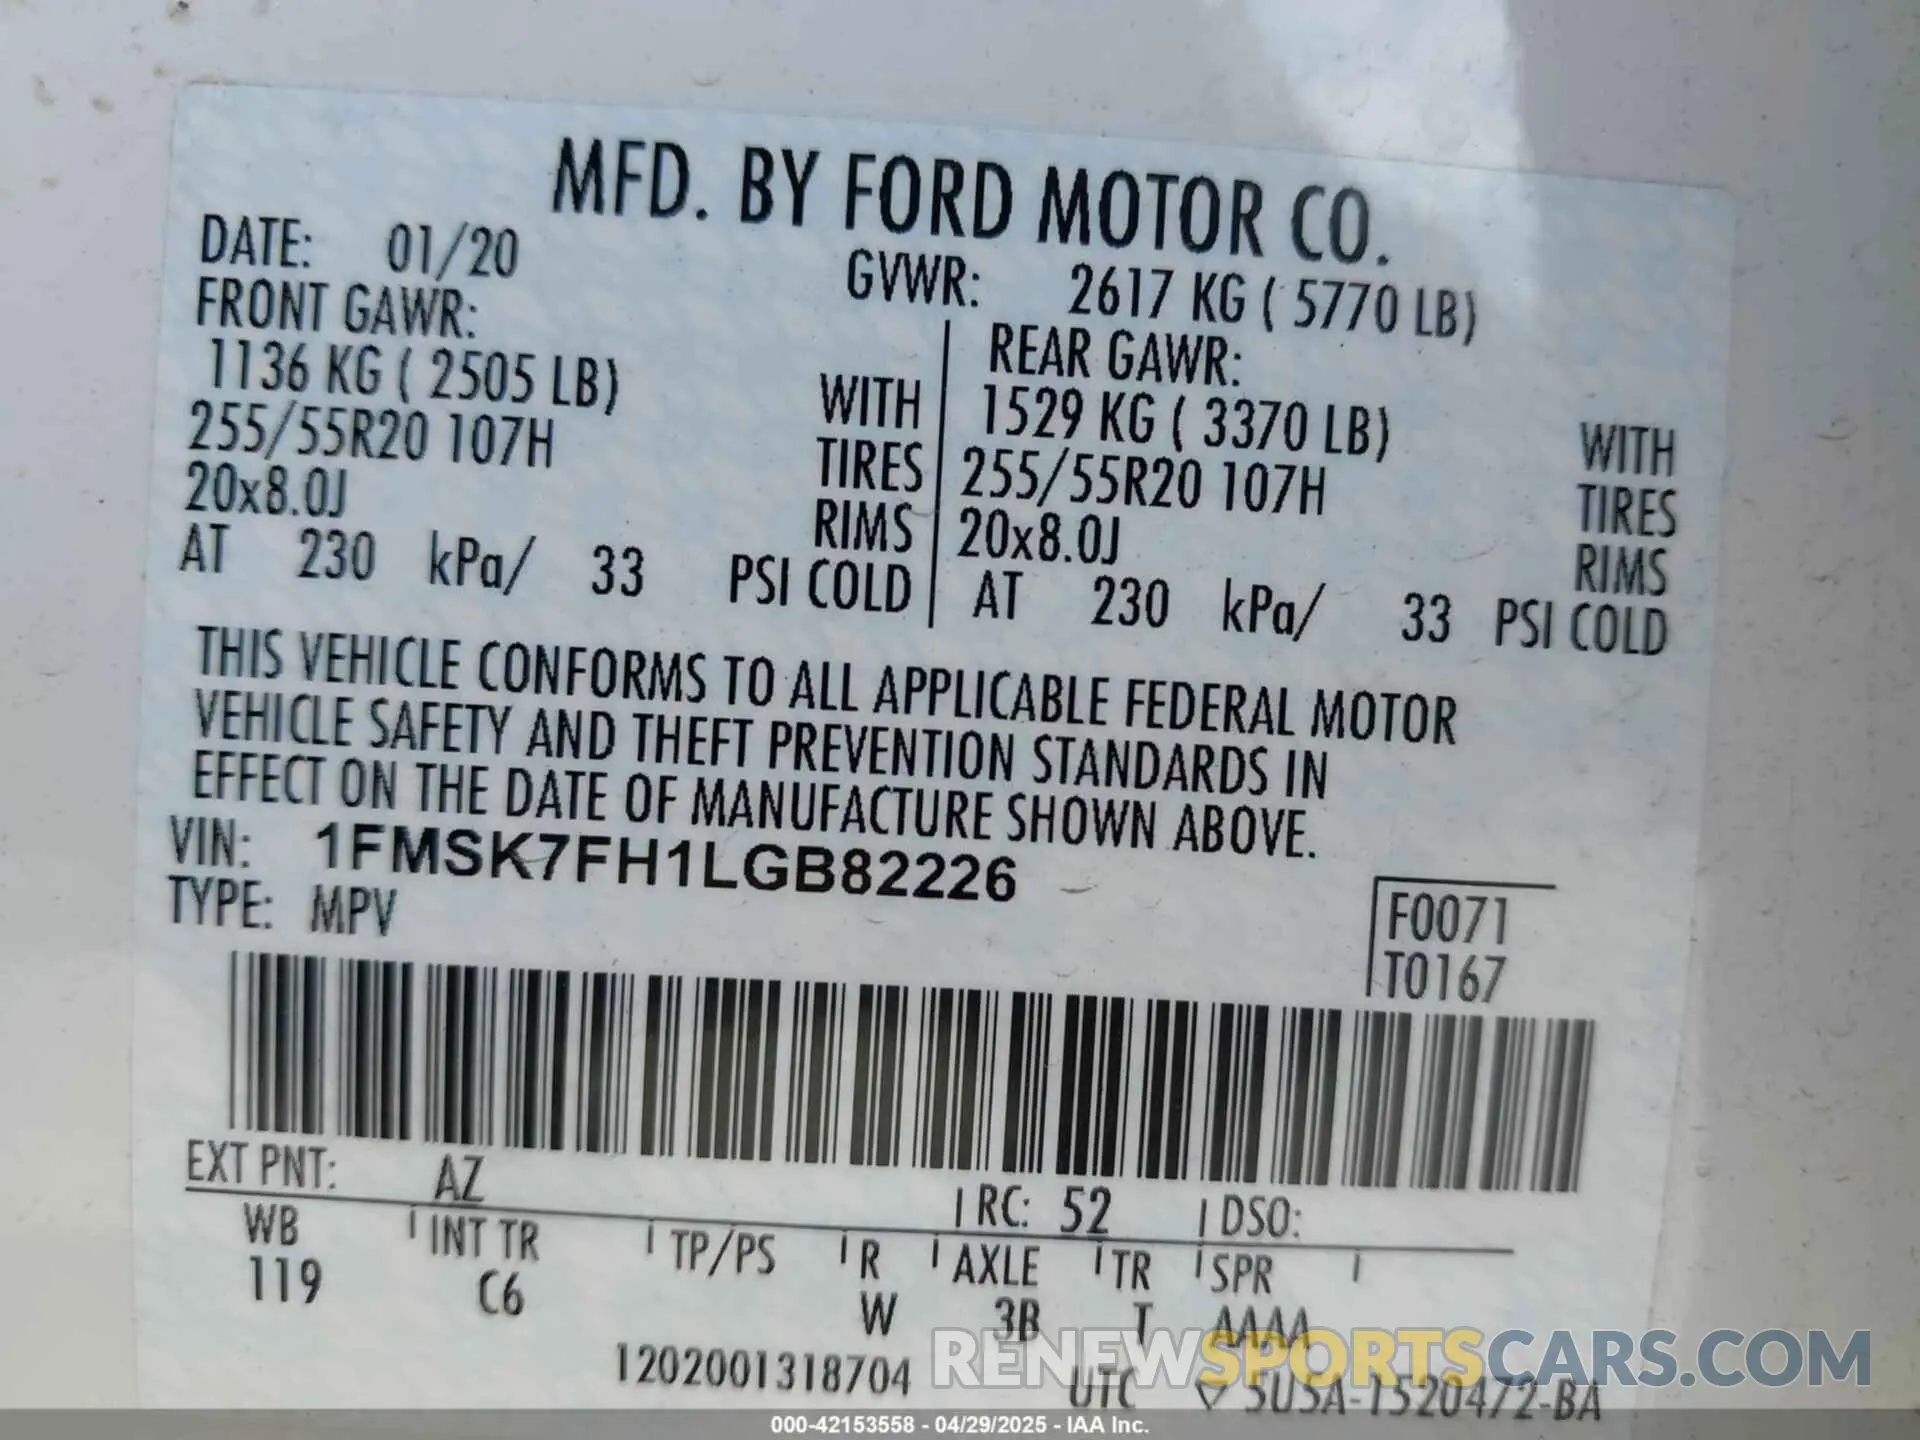 MFD. BY FORD MOTOR CO.
DATE: 01/20 GVWR: 2617 KG ( 5770 LB)
FRONT GAWR: REAR GAWR:
1136 KG ( 2505 LB) WITH 1529 KG ( 3370 LB) WITH
255/55R20 107H TIRES 255/55R20 107H TIRES
20x8.0J RIMS 20x8.0J RIMS
AT 230 kPa/ 33 PSI COLD AT 230 kPa/ 33 PSI COLD
THIS VEHICLE CONFORMS TO ALL APPLICABLE FEDERAL MOTOR
VEHICLE SAFETY AND THEFT PREVENTION STANDARDS IN
EFFECT ON THE DATE OF MANUFACTURE SHOWN ABOVE.
VIN: 1FMSK7FH1LGB82226
TYPE: MPV
F0071
T0167
EXT PNT: AZ RC: 52 DSO:
WB INT TR TP/PS R AXLE TR SPR
119 C6 W 3B T AAAA
1202001318704 UTC 5U5A-1520472-BA
RENEWSPORTSCARS.COM
000-42153558 - 04/29/2025 - IAA Inc.